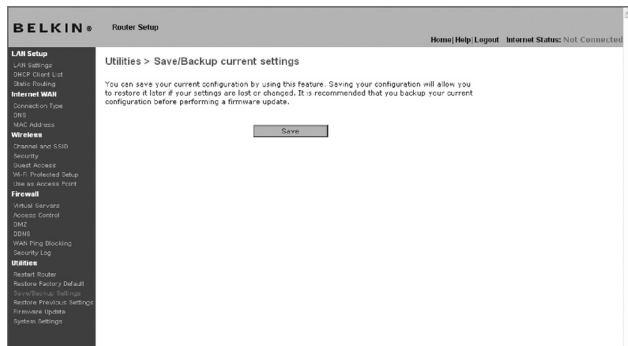 BELKIN®
Router Setup
Home|Help|Logout Internet Status: Not Connected
LAN Setup
LAN Settings
DHCP Client List
Static Routing
Internet WAN
Connection Type
DNS
MAC Address
Wireless
Channel and SSID
Security
Guest Access
Wi-Fi Protected Setup
Use as Access Point
Firewall
Virtual Servers
Access Control
DMZ
DDNS
WAN Ping Blocking
Security Log
Utilities
Restart Router
Restore Factory Default
Save/Backup Settings
Restore Previous Settings
Firmware Update
System Settings
Utilities > Save/Backup current settings
You can save your current configuration by using this feature. Saving your configuration will allow you
to restore it later if your settings are lost or changed. It is recommended that you backup your current
configuration before performing a firmware update.
Save